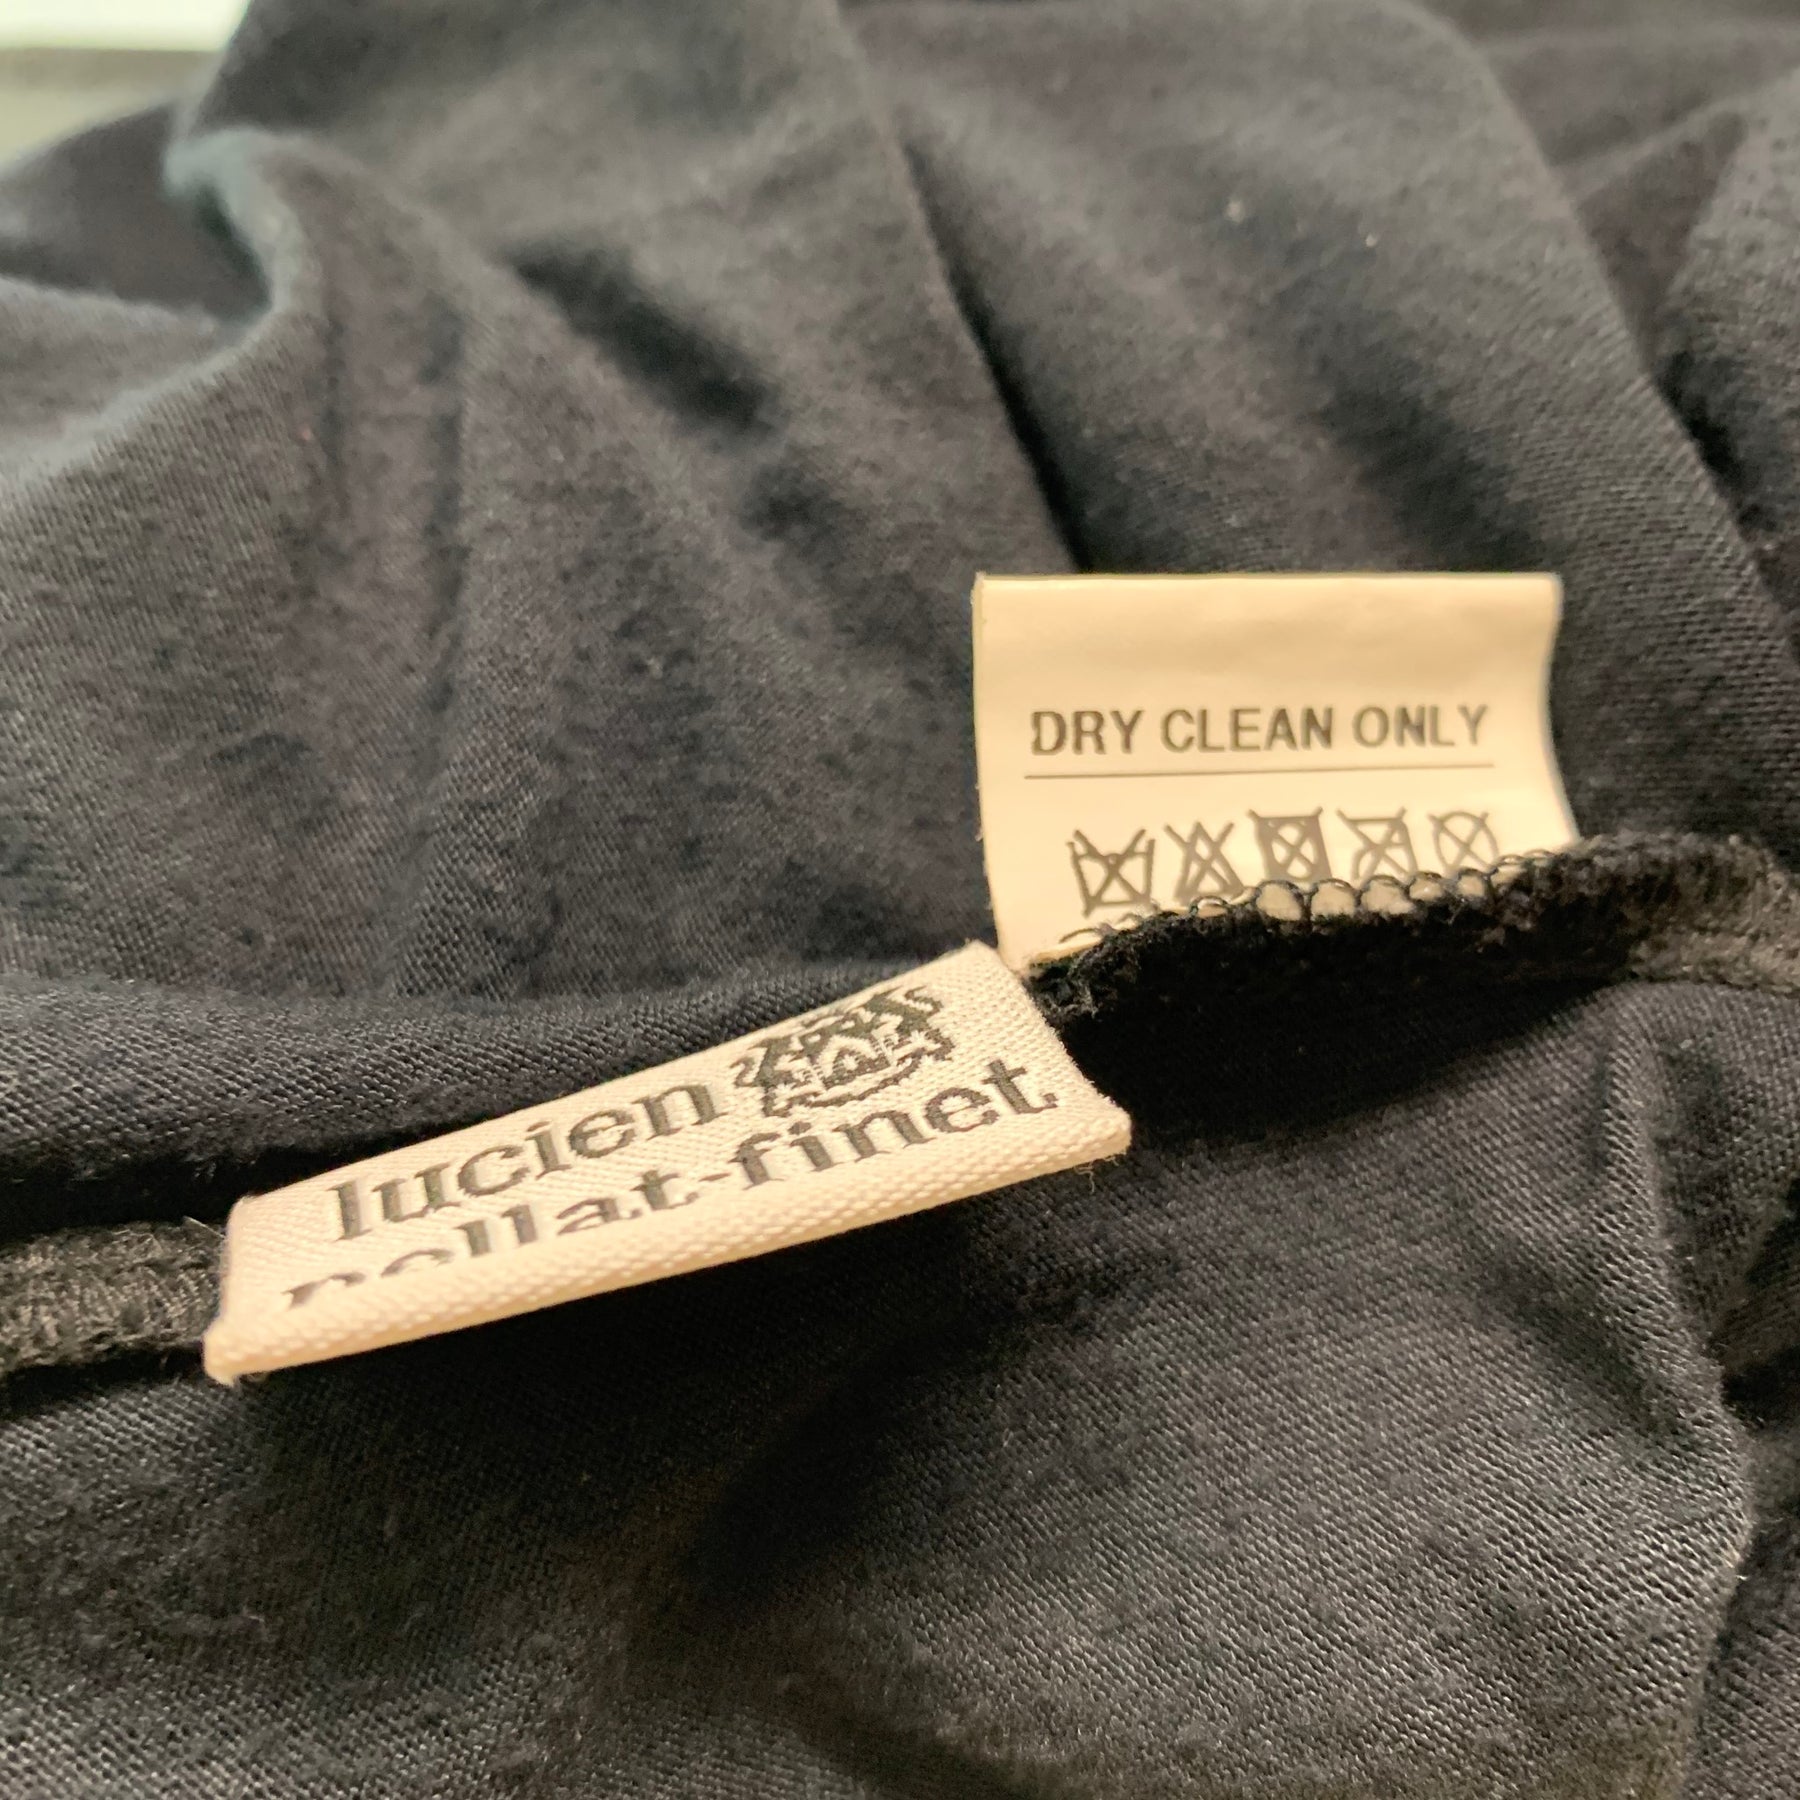 DRY CLEAN ONLY
lucien
pellat-finet